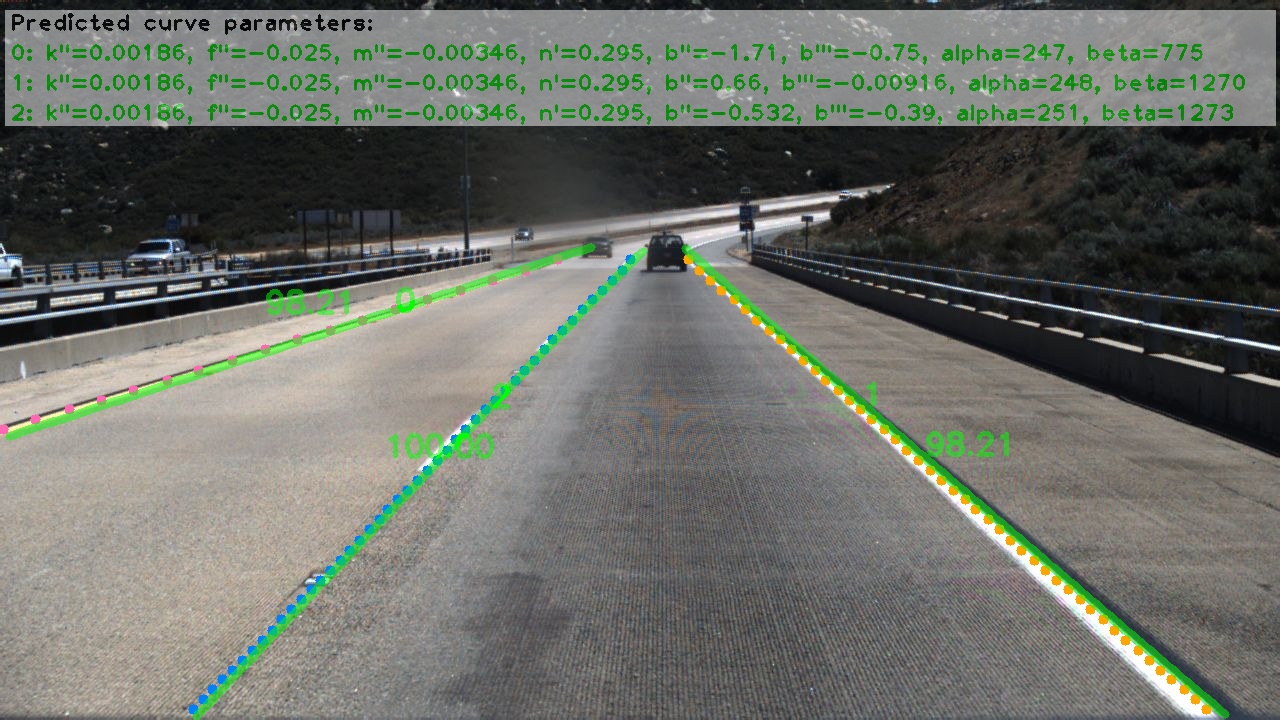 Predicted curve parameters:
0: k''=0.00186, f''=-0.025, m''=-0.00346, n'=0.295, b''=-1.71, b'''=-0.75, alpha=247, beta=775
1: k''=0.00186, f''=-0.025, m''=-0.00346, n'=0.295, b''=0.66, b'''=-0.00916, alpha=248, beta=1270
2: k''=0.00186, f''=-0.025, m''=-0.00346, n'=0.295, b''=-0.532, b'''=-0.39, alpha=251, beta=1273
98.21 0
2 1
100.00 98.21